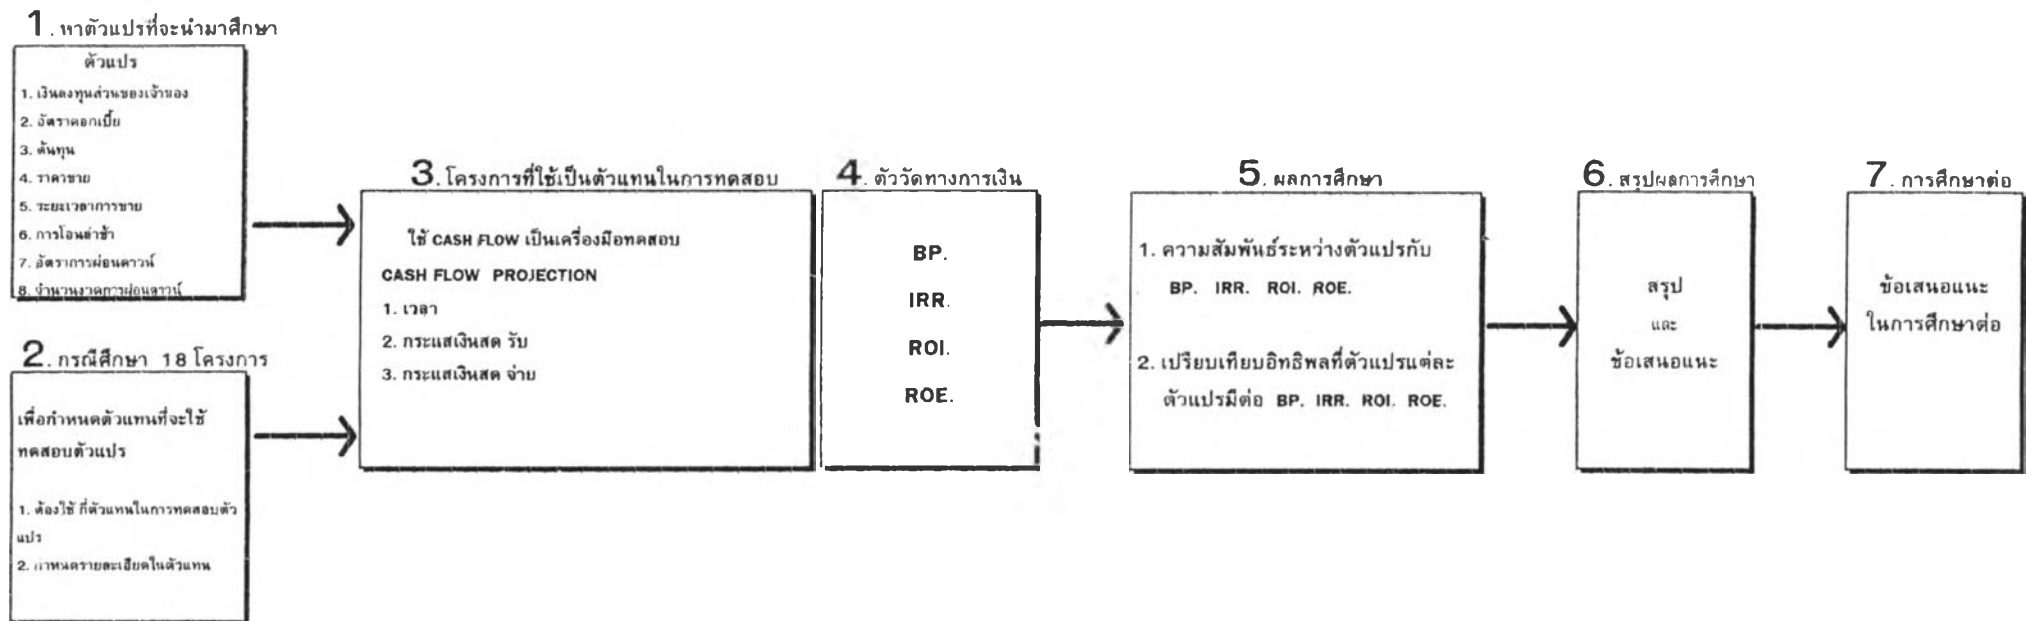 1. หาตัวแปรที่จะนำมาศึกษา
ตัวแปร
1. เงินลงทุนส่วนของเจ้าของ
2. อัตราดอกเบี้ย
3. ต้นทุน
4. ราคาขาย
5. ระยะเวลาการขาย
6. การโอนล่าช้า
7. อัตราการผ่อนดาวน์
8. จำนวนงวดการผ่อนดาวน์
2. กรณีศึกษา 18 โครงการ
เพื่อกำหนดตัวแทนที่จะใช้
ทดสอบตัวแปร
1. ต้องใช้ กี่ตัวแทนในการทดสอบตัว
แปร
2. กำหนดรายละเอียดในตัวแทน
3. โครงการที่ใช้เป็นตัวแทนในการทดสอบ
ใช้ CASH FLOW เป็นเครื่องมือทดสอบ
CASH FLOW PROJECTION
1. เวลา
2. กระแสเงินสด รับ
3. กระแสเงินสด จ่าย
4. ตัววัดทางการเงิน
BP.
IRR.
ROI.
ROE.
5. ผลการศึกษา
1. ความสัมพันธ์ระหว่างตัวแปรกับ
BP. IRR. ROI. ROE.
2. เปรียบเทียบอิทธิพลที่ตัวแปรแต่ละ
ตัวแปรมีต่อ BP. IRR. ROI. ROE.
6. สรุปผลการศึกษา
สรุป
และ
ข้อเสนอแนะ
7. การศึกษาต่อ
ข้อเสนอแนะ
ในการศึกษาต่อ